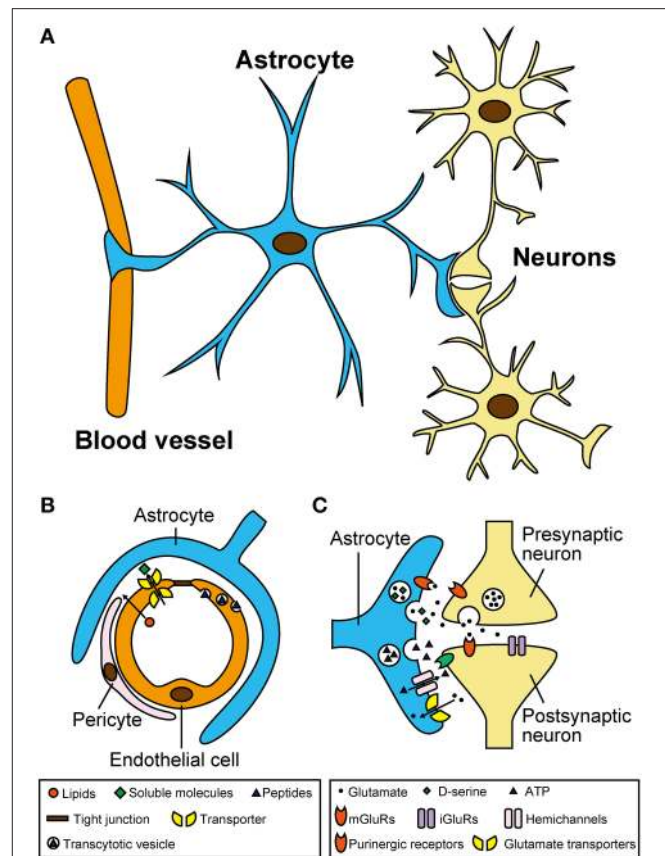 A
Astrocyte
Neurons
Blood vessel
B
Astrocyte
Pericyte
Endothelial cell
C
Astrocyte
Presynaptic
neuron
Postsynaptic
neuron
Lipids Soluble molecules Peptides
Tight junction Transporter
Transcytotic vesicle
Glutamate D-serine ATP
mGluRs iGluRs Hemichannels
Purinergic receptors Glutamate transporters